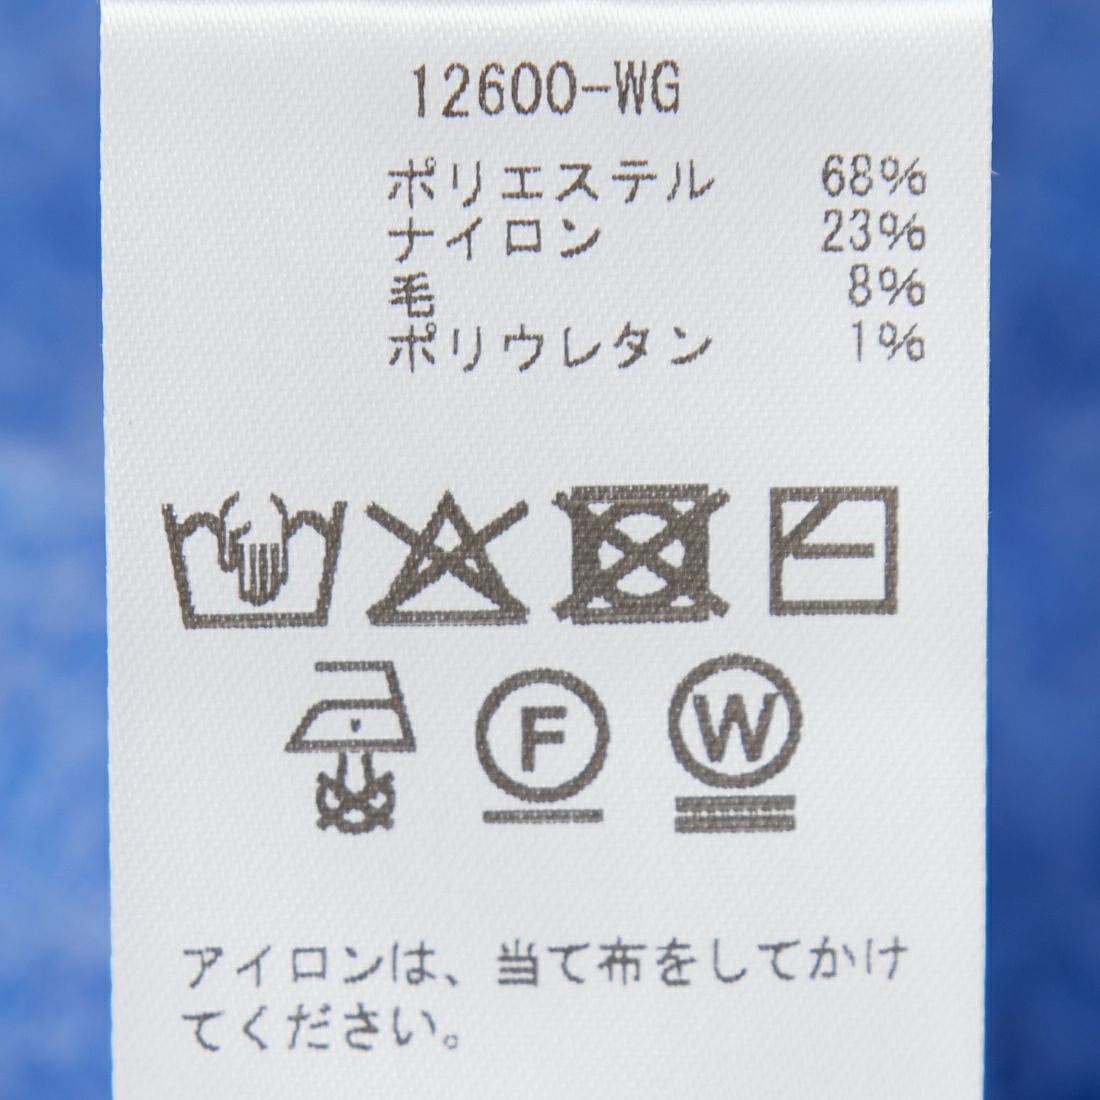 12600-WG
ポリエステル 68%
ナイロン 23%
毛 8%
ポリウレタン 1%
F
W
アイロンは、当て布をしてかけ
てください。